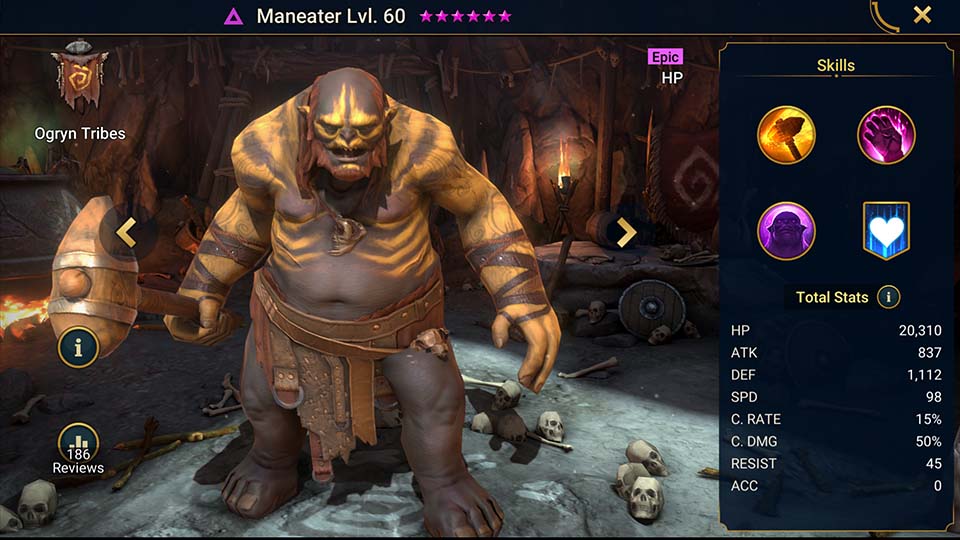 Maneater Lvl. 60
Epic
HP
Ogryn Tribes
186
Reviews
Skills
Total Stats
HP 20,310
ATK 837
DEF 1,112
SPD 98
C. RATE 15%
C. DMG 50%
RESIST 45
ACC 0